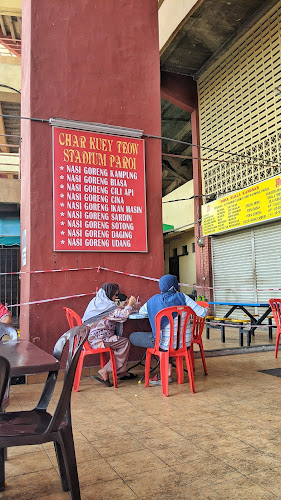 CHAR KUEY TEOW
STADIUM PAROI
* NASI GORENG KAMPUNG
* NASI GORENG BIASA
* NASI GORENG CILI API
* NASI GORENG CINA
* NASI GORENG IKAN MASIN
* NASI GORENG SARDIN
* NASI GORENG SOTONG
* NASI GORENG DAGING
* NASI GORENG UDANG